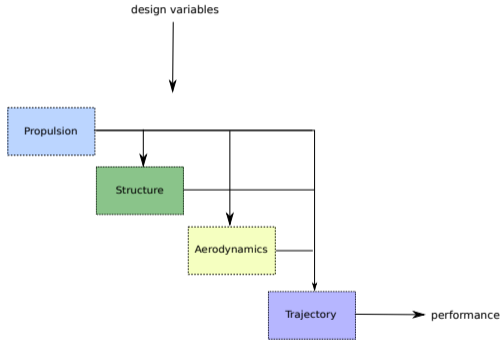 design variables
Propulsion
Structure
Aerodynamics
Trajectory
performance